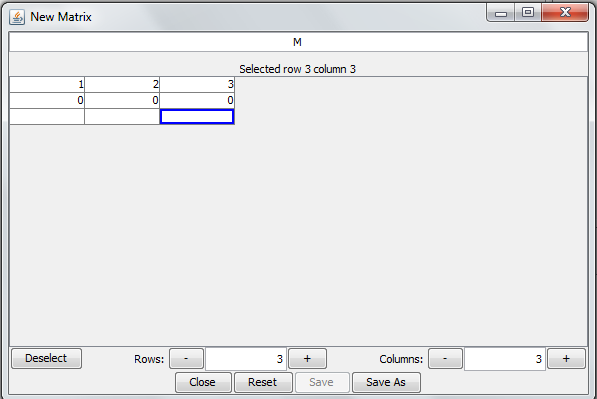 New Matrix
M
Selected row 3 column 3
1 2 3
0 0 0
Deselect Rows: - 3 + Columns: - 3 +
Close Reset Save Save As